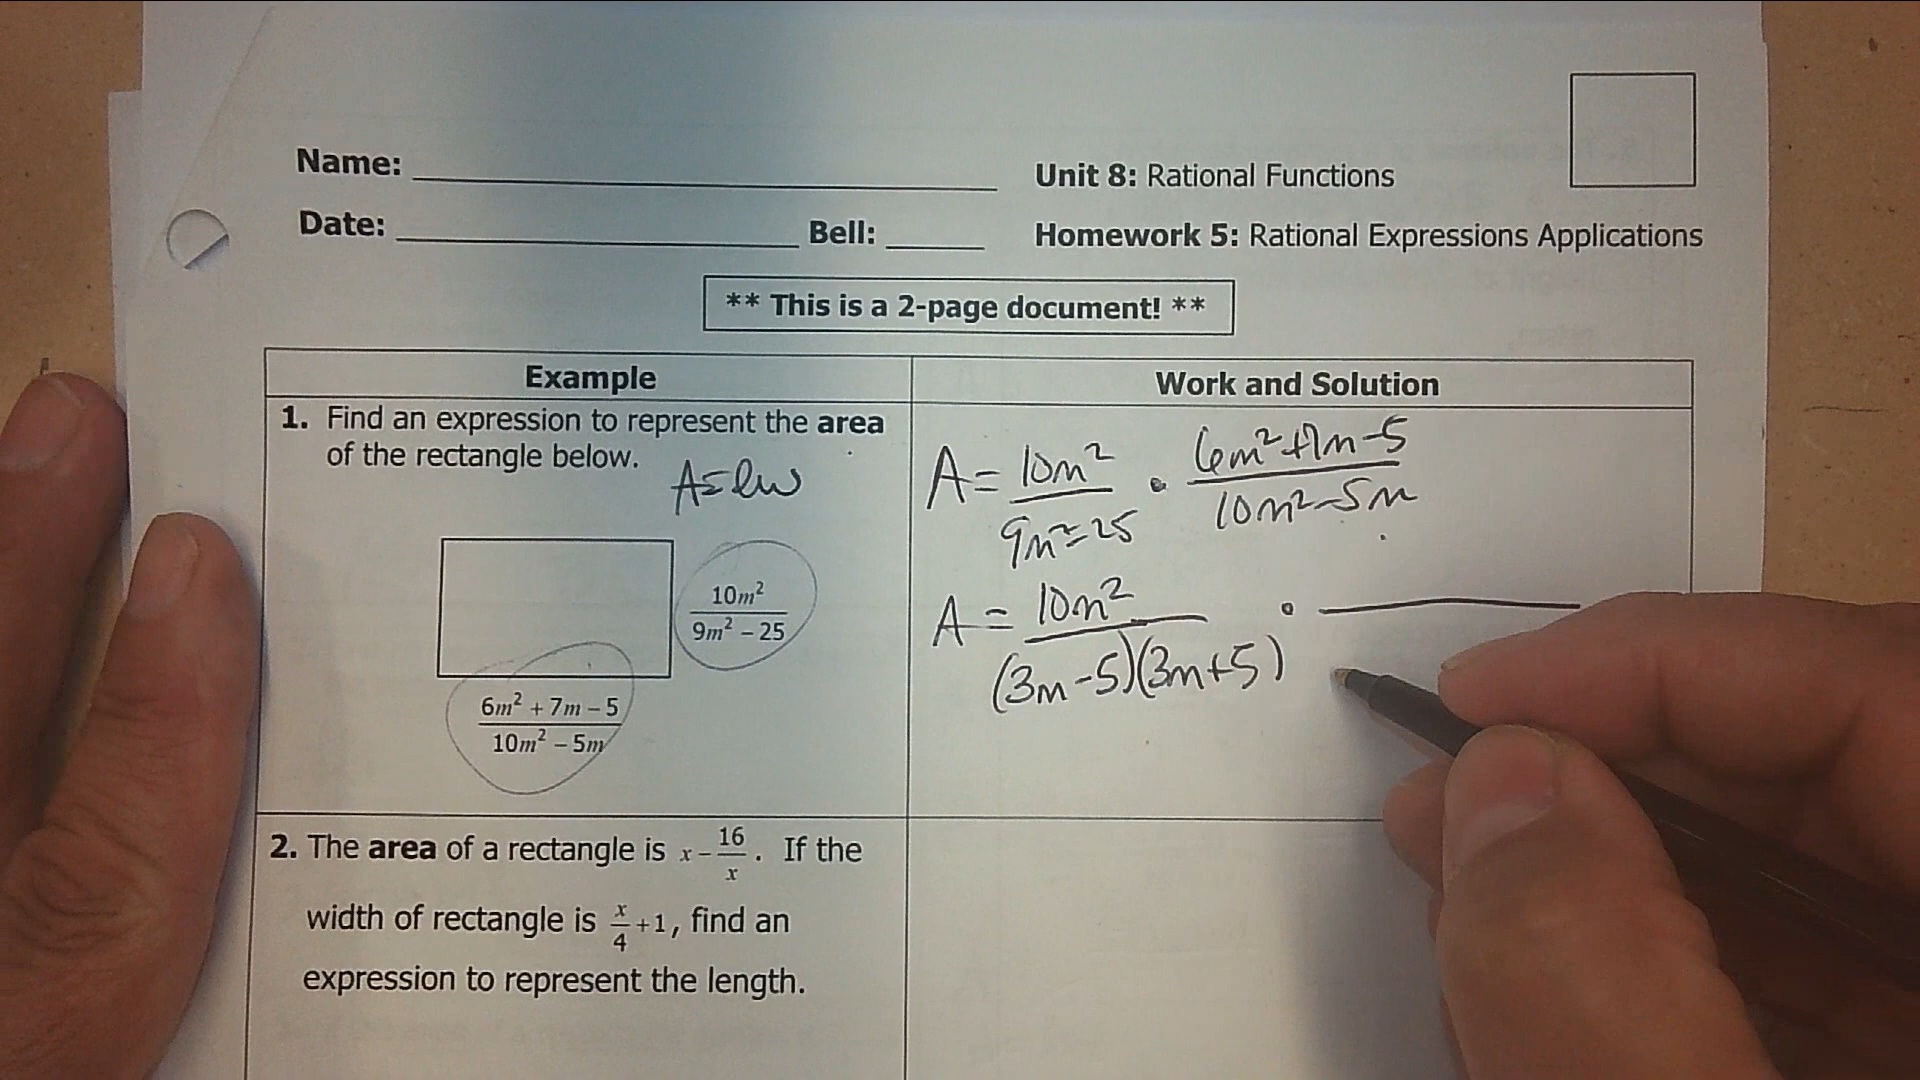 Name: ____________ Unit 8: Rational Functions
Date: ____________ Bell: ______ Homework 5: Rational Expressions Applications
** This is a 2-page document! **
Example
Work and Solution
1. Find an expression to represent the area
of the rectangle below.
A = lw
10m²
9m² – 25
6m² + 7m – 5
10m² – 5m
A = 10m²/9m²-25 · 6m²+7m-5/10m²-5m
A = 10m²/(3m-5)(3m+5) ·
2. The area of a rectangle is x – 16/x. If the
width of rectangle is x/4 + 1, find an
expression to represent the length.